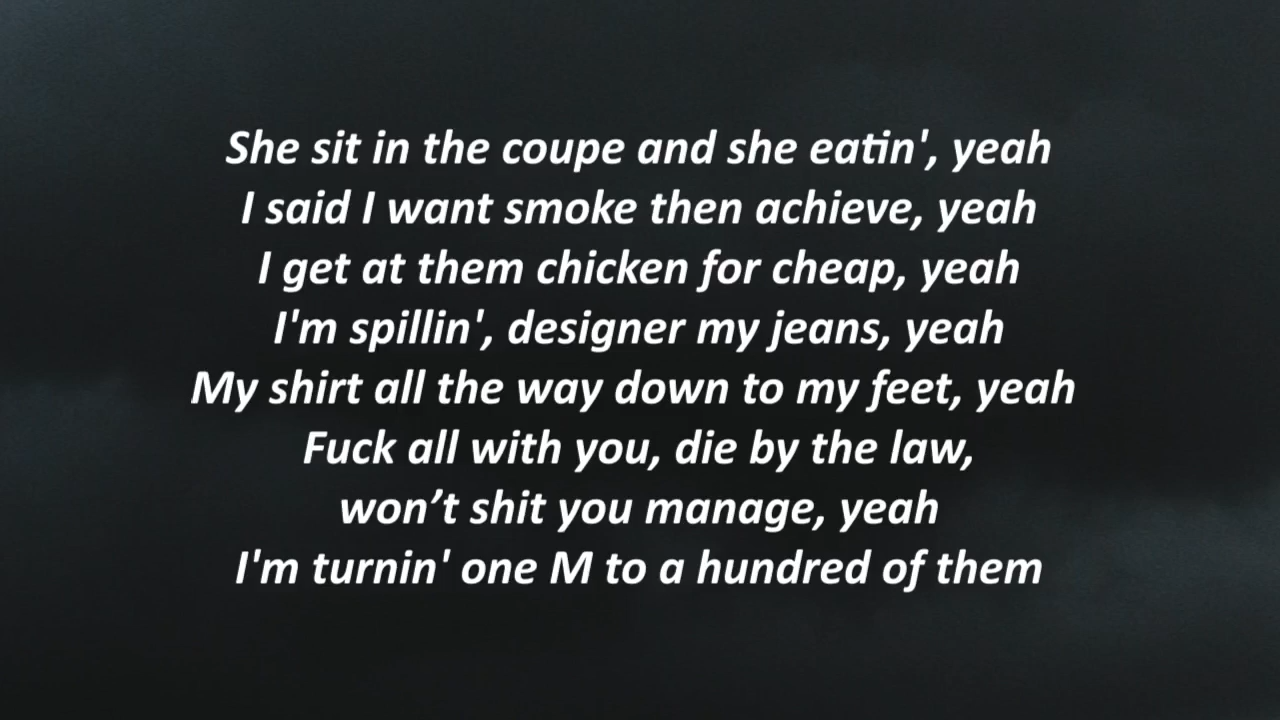 She sit in the coupe and she eatin', yeah
I said I want smoke then achieve, yeah
I get at them chicken for cheap, yeah
I'm spillin', designer my jeans, yeah
My shirt all the way down to my feet, yeah
Fuck all with you, die by the law,
won’t shit you manage, yeah
I'm turnin' one M to a hundred of them